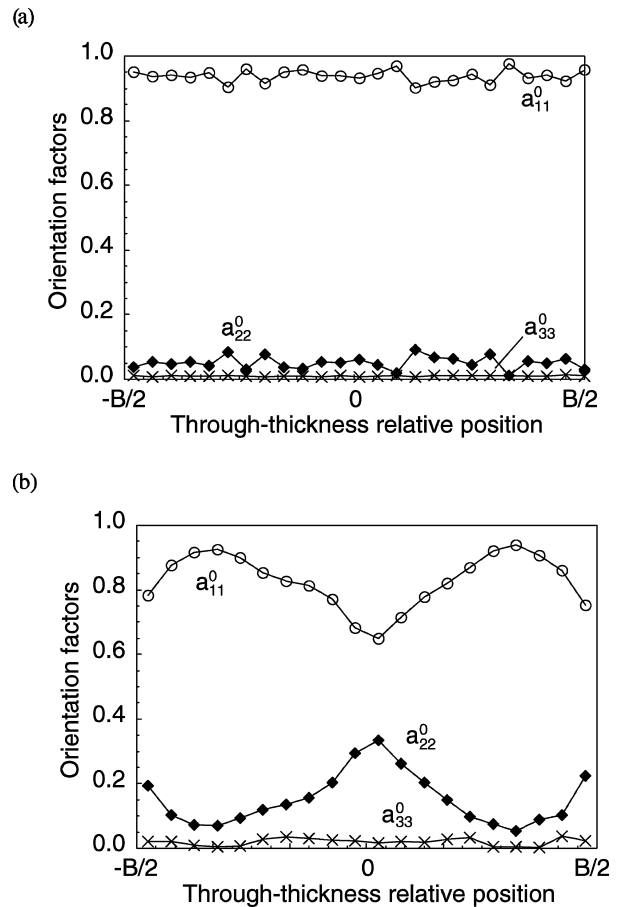 (a)
1.0
0.8
0.6
0.4
0.2
0.0
Orientation factors
a⁰₁₁
a⁰₂₂
a⁰₃₃
-B/2 0 B/2
Through-thickness relative position
(b)
1.0
0.8
0.6
0.4
0.2
0.0
Orientation factors
a⁰₁₁
a⁰₂₂
a⁰₃₃
-B/2 0 B/2
Through-thickness relative position